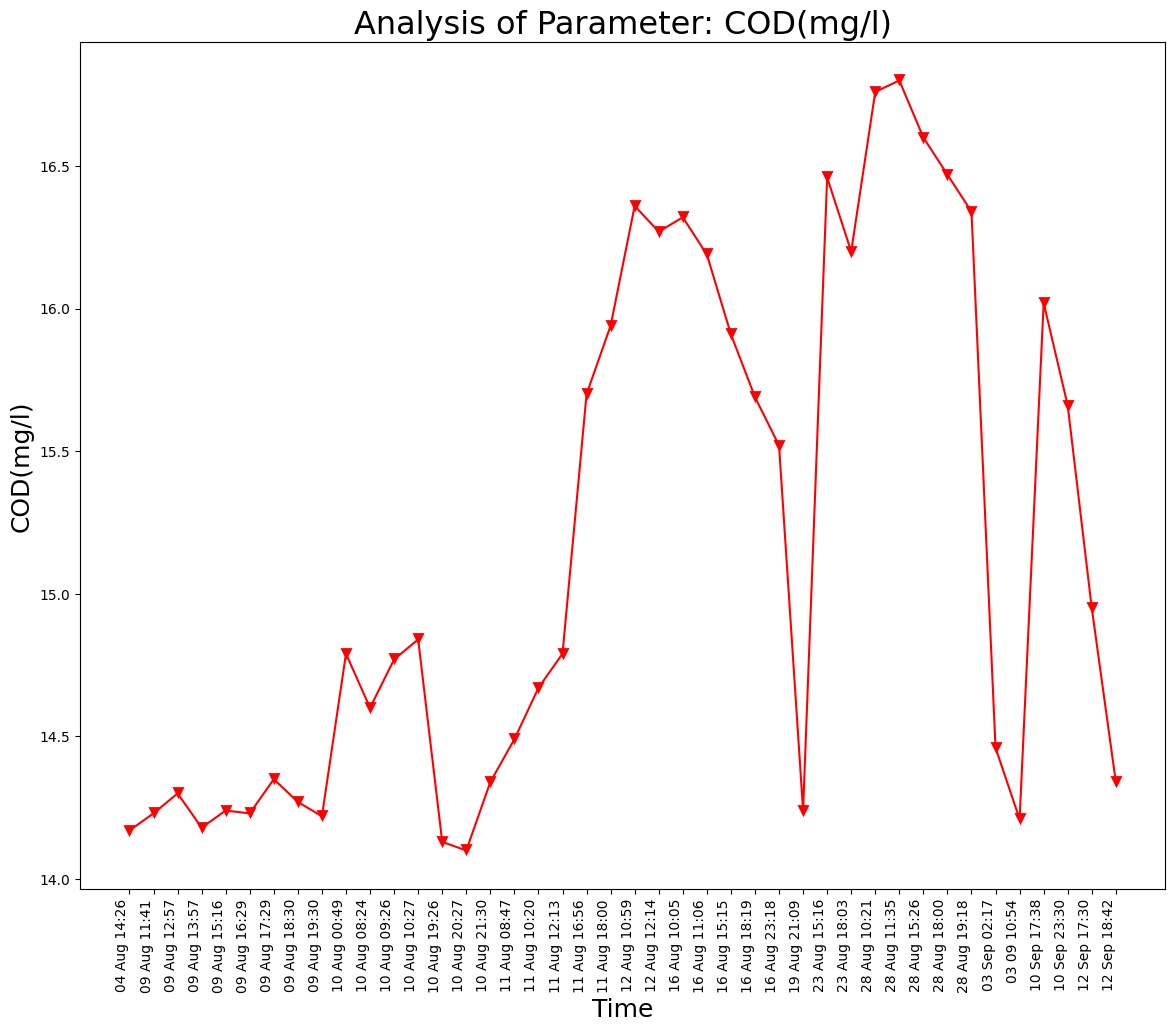 Analysis of Parameter: COD(mg/l)
COD(mg/l)
16.5
16.0
15.5
15.0
14.5
14.0
04 Aug 14:26
09 Aug 11:41
09 Aug 12:57
09 Aug 13:57
09 Aug 15:16
09 Aug 16:29
09 Aug 17:29
09 Aug 18:30
09 Aug 19:30
10 Aug 00:49
10 Aug 08:24
10 Aug 09:26
10 Aug 10:27
10 Aug 19:26
10 Aug 20:27
10 Aug 21:30
11 Aug 08:47
11 Aug 10:20
11 Aug 12:13
11 Aug 16:56
11 Aug 18:00
12 Aug 10:59
12 Aug 12:14
16 Aug 10:05
16 Aug 11:06
16 Aug 15:15
16 Aug 18:19
16 Aug 23:18
19 Aug 21:09
23 Aug 15:16
23 Aug 18:03
28 Aug 10:21
28 Aug 11:35
28 Aug 15:26
28 Aug 18:00
28 Aug 19:18
03 Sep 02:17
03 09 10:54
10 Sep 17:38
10 Sep 23:30
12 Sep 17:30
12 Sep 18:42
Time